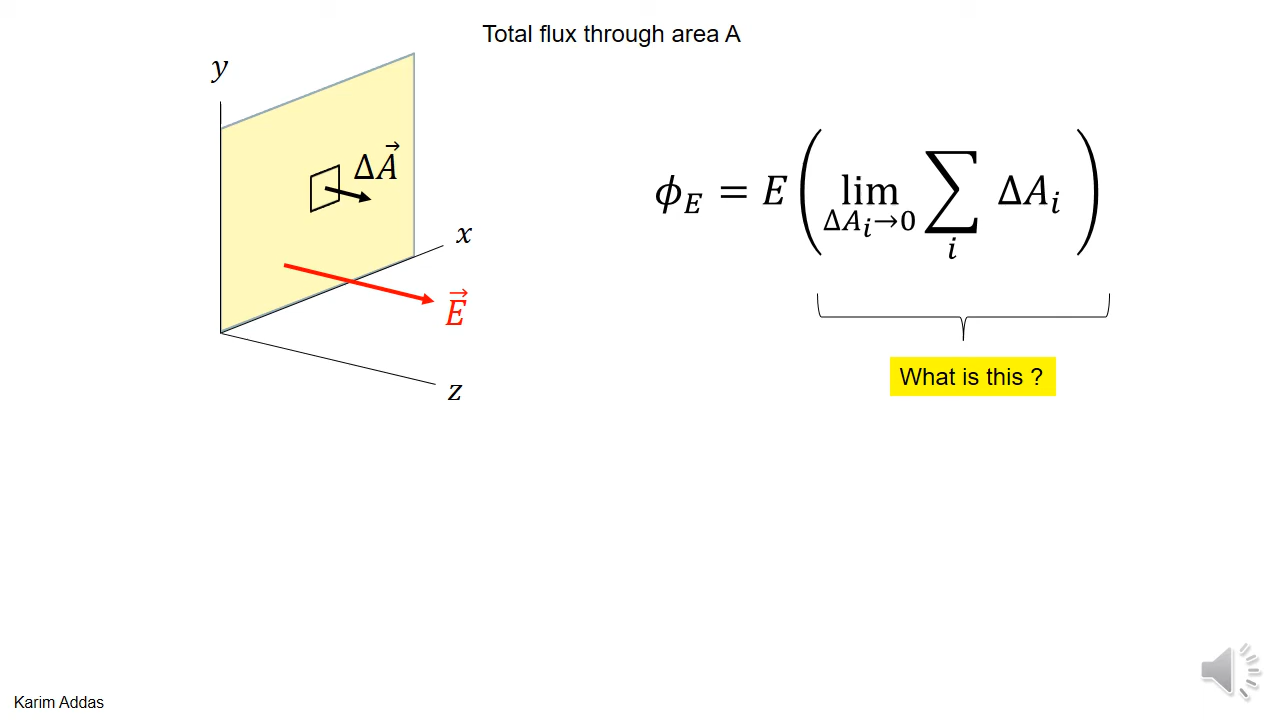 Total flux through area A
y
ΔA⃗
x
E⃗
z
ϕ_E = E ( lim_{ΔA_i→0} ∑_i ΔA_i )
What is this ?
Karim Addas